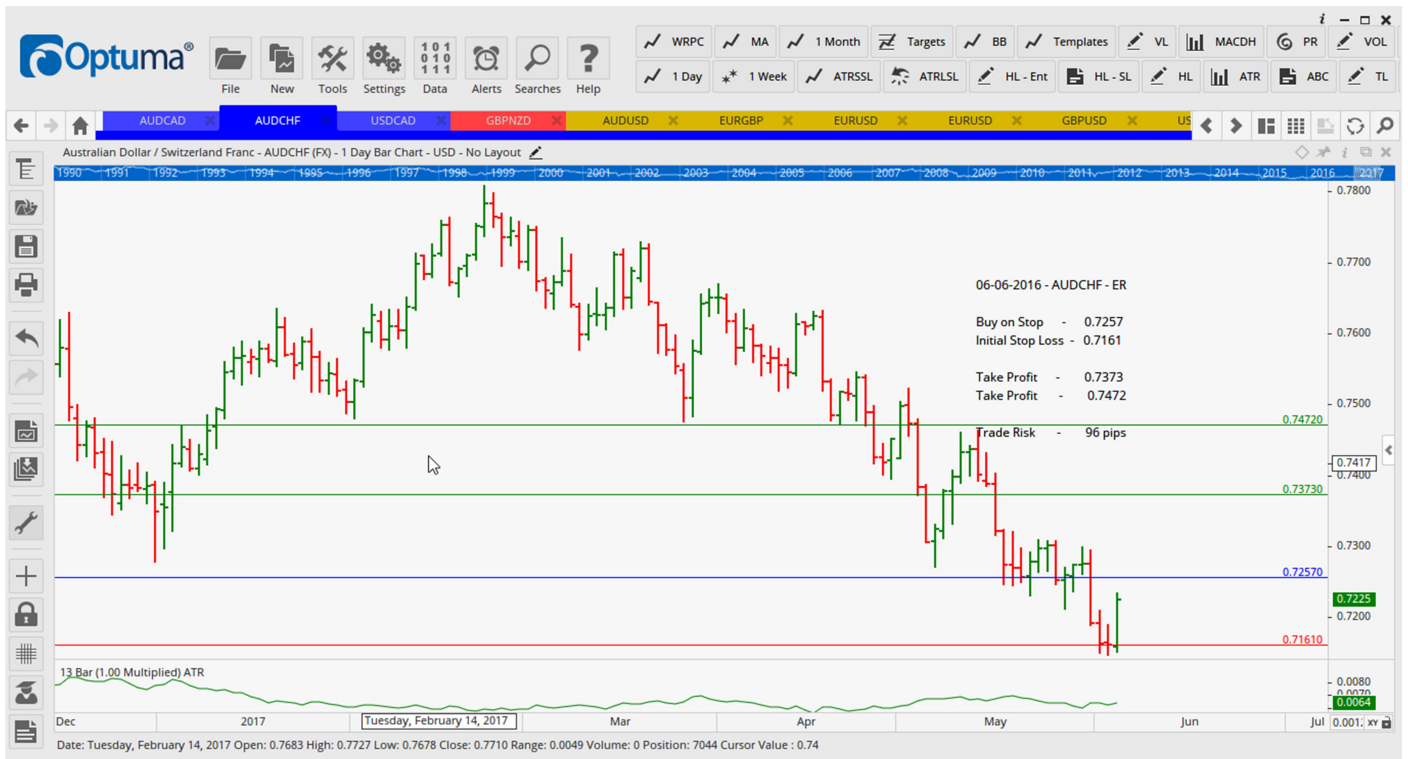 Optuma®
File
New
Tools
Settings
Data
Alerts
Searches
Help
i
WRPC
MA
1 Month
Targets
BB
Templates
VL
MACDH
PR
VOL
1 Day
1 Week
ATRSSL
ATRLSL
HL - Ent
HL - SL
HL
ATR
ABC
TL
AUDCAD
AUDCHF
USDCAD
GBPNZD
AUDUSD
EURGBP
EURUSD
EURUSD
GBPUSD
US
Australian Dollar / Switzerland Franc - AUDCHF (FX) - 1 Day Bar Chart - USD - No Layout
1990 1991 1992 1993 1994 1995 1996 1997 1998 1999 2000 2001 2002 2003 2004 2005 2006 2007 2008 2009 2010 2011 2012 2013 2014 2015 2016 2017
0.7800
0.7700
06-06-2016 - AUDCHF - ER
Buy on Stop - 0.7257
0.7600
Initial Stop Loss - 0.7161
Take Profit - 0.7373
Take Profit - 0.7472
0.7500
0.74720
Trade Risk - 96 pips
0.7417
0.7400
0.73730
0.7300
0.72570
0.7225
0.7200
0.71610
13 Bar (1.00 Multiplied) ATR
0.0080
0.0070
0.0064
Dec 2017 Tuesday, February 14, 2017 Mar Apr May Jun Jul 0.001: XY
Date: Tuesday, February 14, 2017 Open: 0.7683 High: 0.7727 Low: 0.7678 Close: 0.7710 Range: 0.0049 Volume: 0 Position: 7044 Cursor Value : 0.74